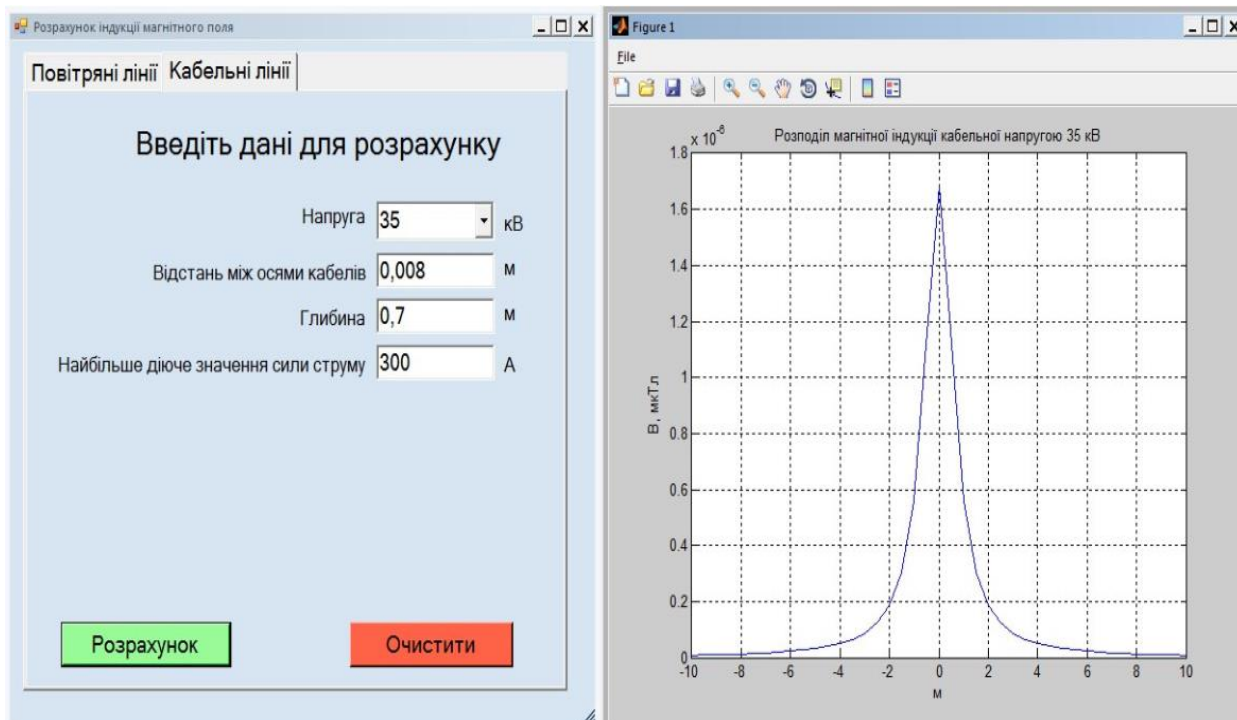 Розрахунок індукції магнітного поля
Повітряні лінії Кабельні лінії
Введіть дані для розрахунку
Напруга 35 кВ
Відстань між осями кабелів 0,008 м
Глибина 0,7 м
Найбільше діюче значення сили струму 300 А
Розрахунок Очистити
Figure 1
File
x 10^-6 Розподіл магнітної індукції кабельної напругою 35 кВ
1.8
1.6
1.4
1.2
1
0.8
0.6
0.4
0.2
0
В, мкТл
-10 -8 -6 -4 -2 0 2 4 6 8 10
м